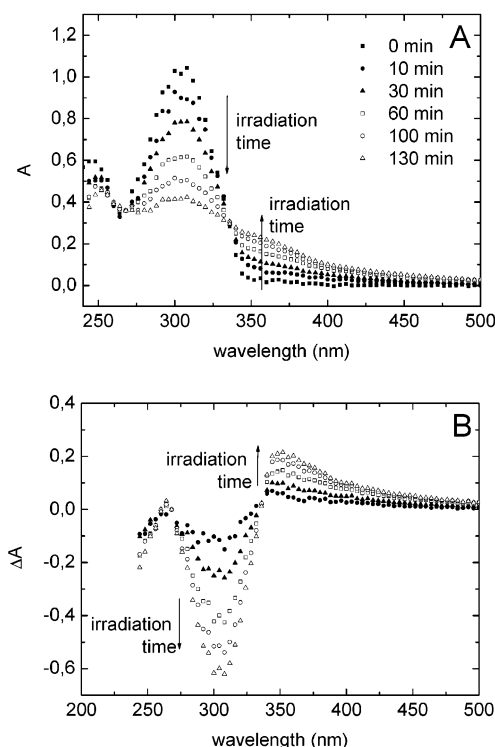 A
0 min
10 min
30 min
60 min
100 min
130 min
irradiation
time
irradiation
time
1,0
0,8
0,6
0,4
0,2
0,0
A
250 300 350 400 450 500
wavelength (nm)
B
0,4
0,2
0,0
-0,2
-0,4
-0,6
ΔA
irradiation
time
irradiation
time
200 250 300 350 400 450 500
wavelength (nm)